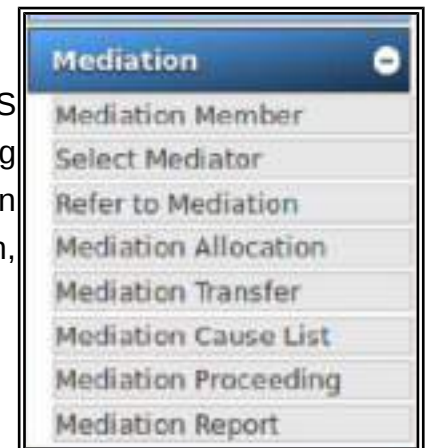 Mediation
S
Mediation Member
g
Select Mediator
n
Refer to Mediation
n,
Mediation Allocation
Mediation Transfer
Mediation Cause List
Mediation Proceeding
Mediation Report